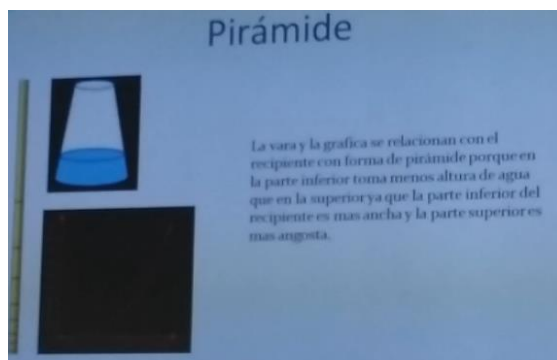 Pirámide
La vara y la grafica se relacionan con el
recipiente con forma de pirámide porque en
la parte inferior toma menos altura de agua
que en la superior ya que la parte inferior del
recipiente es mas ancha y la parte superior es
mas angosta.